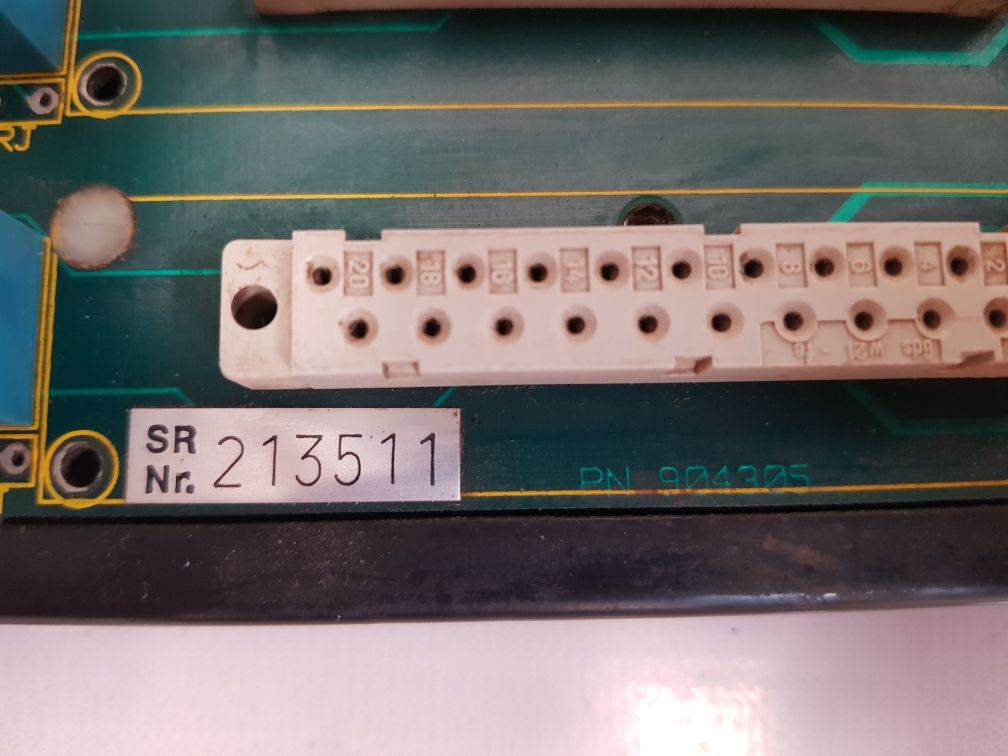 RJ
20 18 16 14 12 10 8 6 4 2
SR
Nr. 213511
PN 904305